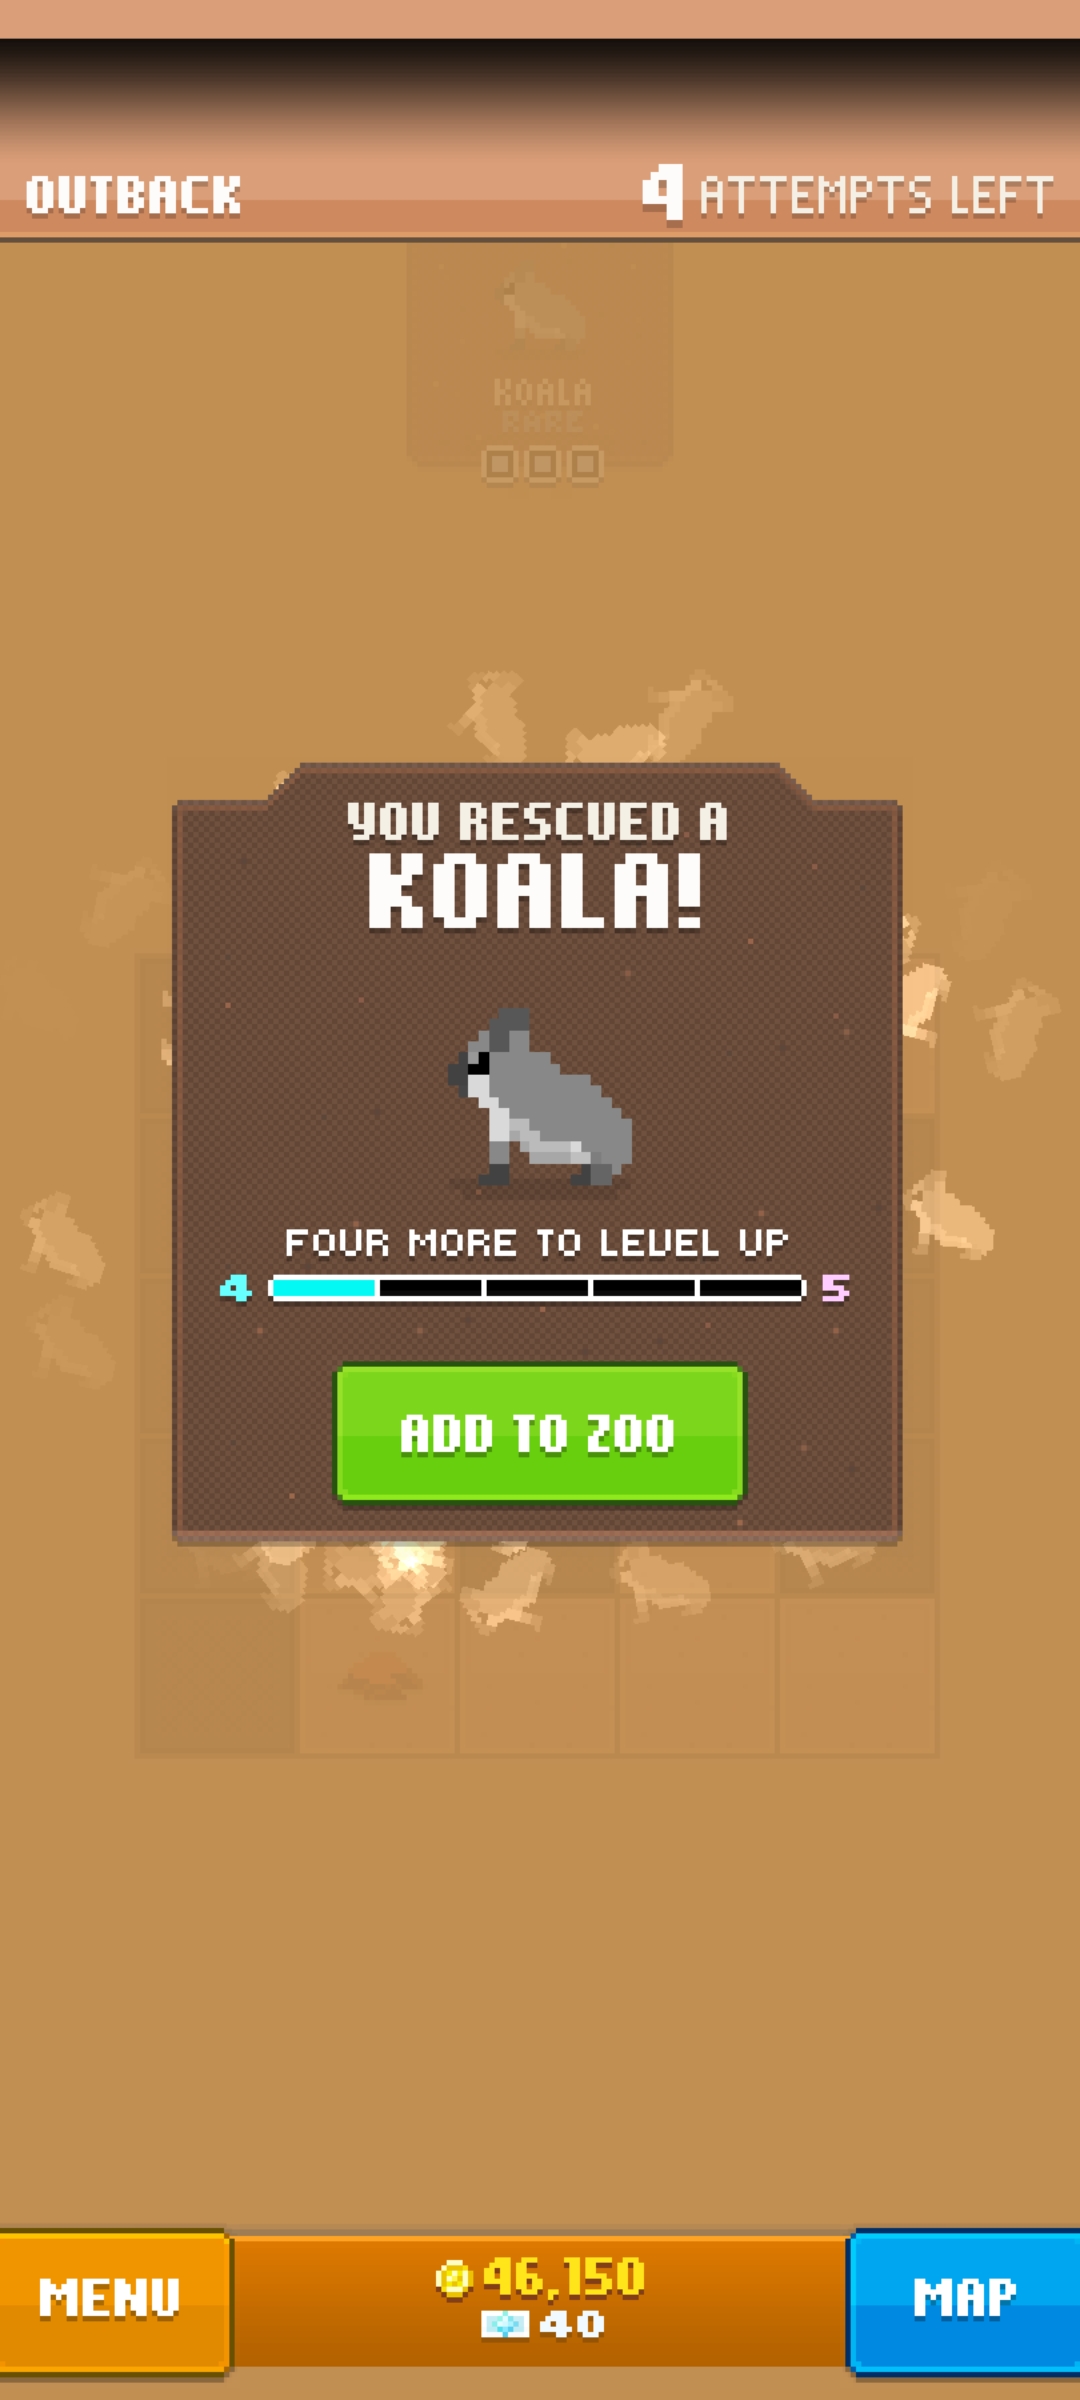 OUTBACK
4 ATTEMPTS LEFT
KOALA
RARE
YOU RESCUED A
KOALA!
FOUR MORE TO LEVEL UP
4 5
ADD TO ZOO
MENU
46,150
40
MAP